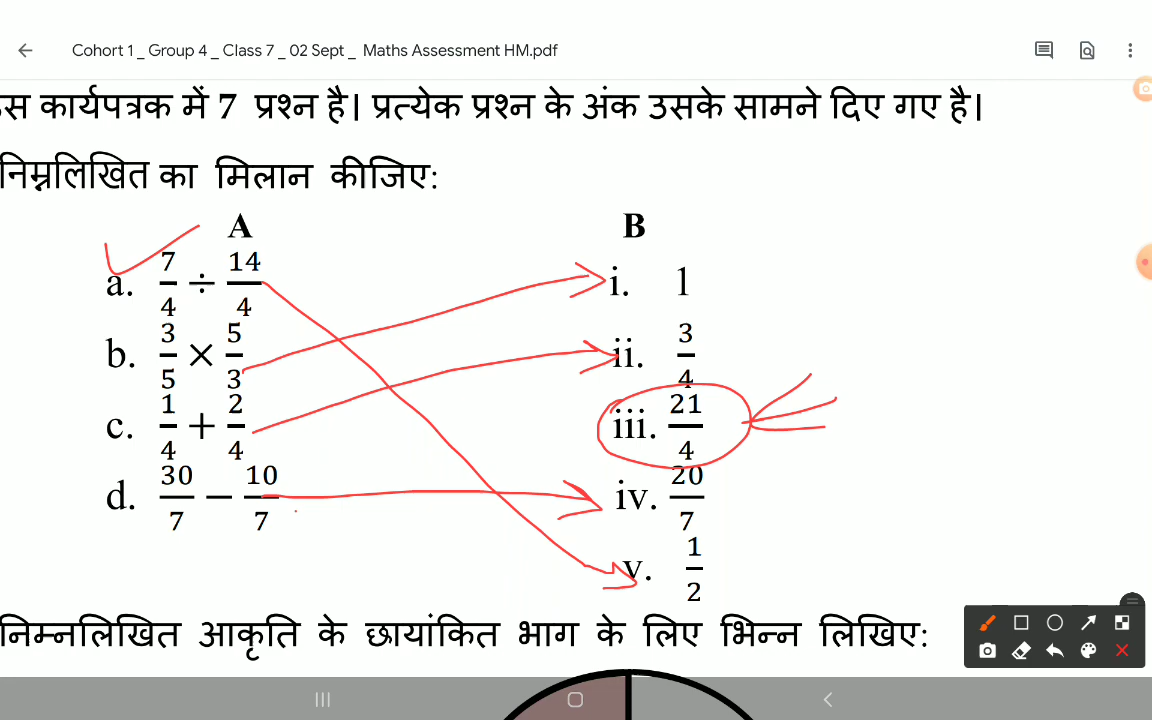 Cohort 1 _ Group 4 _ Class 7 _ 02 Sept _ Maths Assessment HM.pdf
कार्यपत्रक में 7 प्रश्न है। प्रत्येक प्रश्न के अंक उसके सामने दिए गए है।
निम्नलिखित का मिलान कीजिए:
A B
a. 7/4 ÷ 14/4 i. 1
b. 3/5 × 5/3 ii. 3/4
c. 1/4 + 2/4 iii. 21/4
d. 30/7 − 10/7 iv. 20/7
v. 1/2
निम्नलिखित आकृति के छायांकित भाग के लिए भिन्न लिखिए: